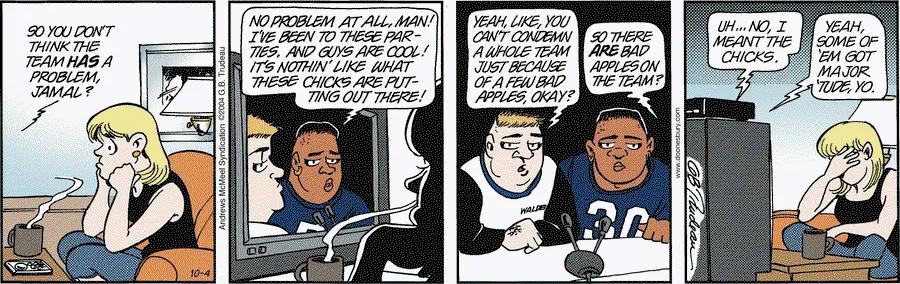 SO YOU DON'T
THINK THE
TEAM HAS A
PROBLEM,
JAMAL?
10-4
Andrews McMeel Syndication ©2004 G.B. Trudeau
NO PROBLEM AT ALL, MAN!
I'VE BEEN TO THESE PAR-
TIES, AND GUYS ARE COOL!
IT'S NOTHIN' LIKE WHAT
THESE CHICKS ARE PUT-
TING OUT THERE!
YEAH, LIKE, YOU
CAN'T CONDEMN
A WHOLE TEAM
JUST BECAUSE
OF A FEW BAD
APPLES, OKAY?
SO THERE
ARE BAD
APPLES ON
THE TEAM?
WALDEN
30
www.doonesbury.com
UH... NO, I
MEANT THE
CHICKS.
YEAH,
SOME OF
'EM GOT
MAJOR
'TUDE, YO.
GB Trudeau